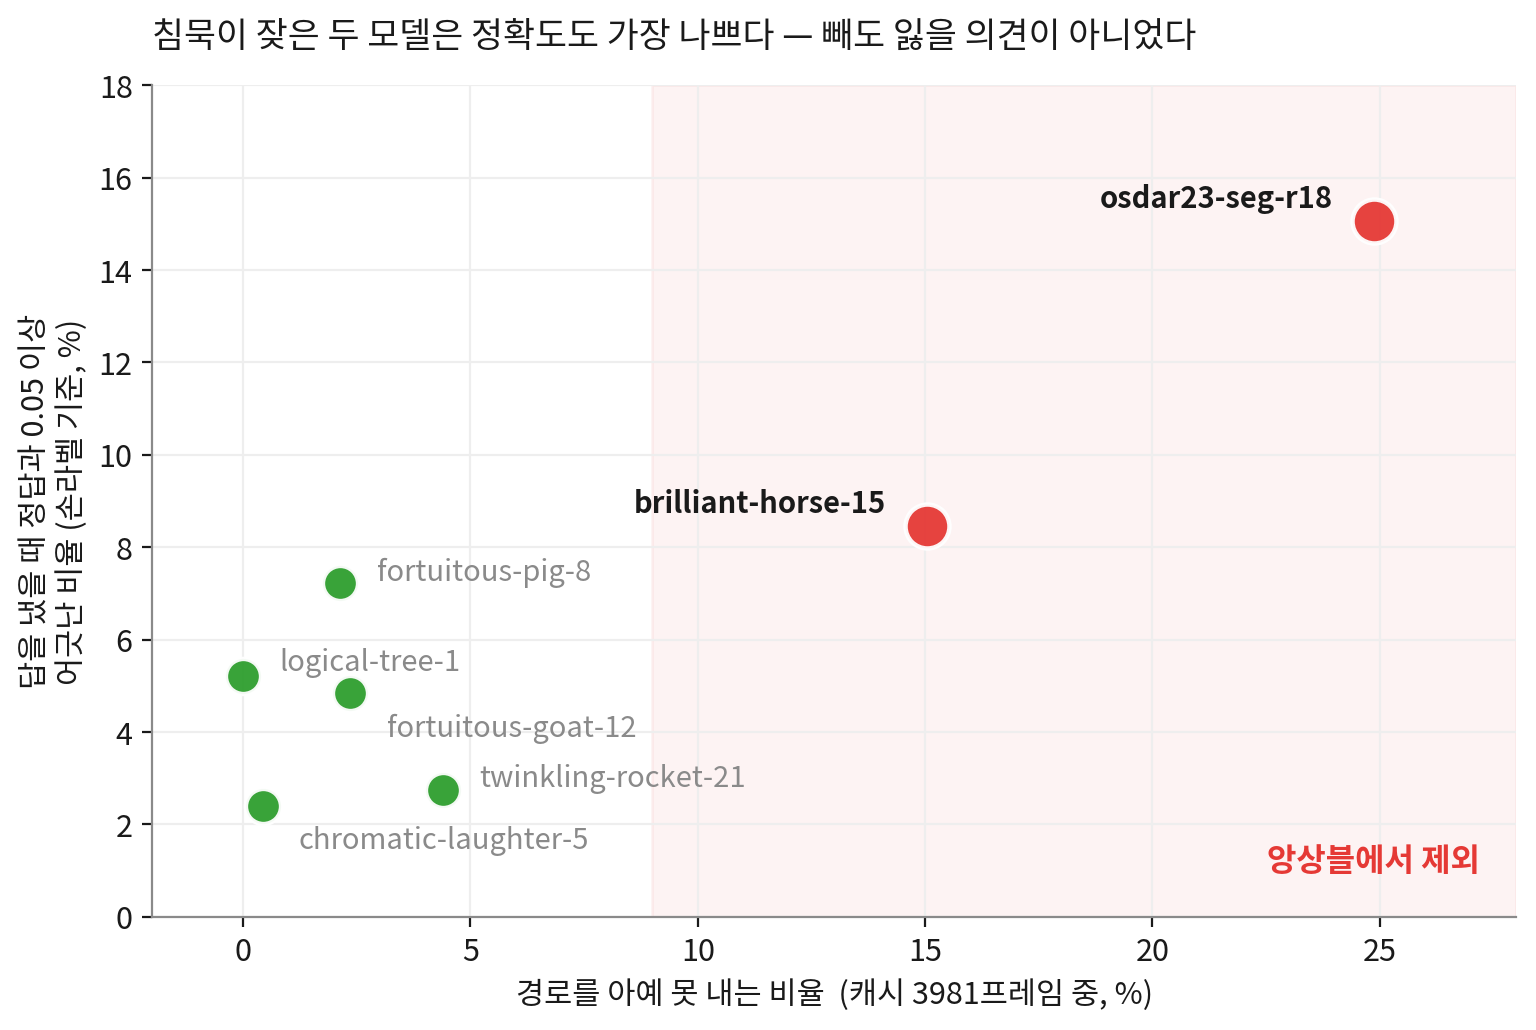 침묵이 잦은 두 모델은 정확도도 가장 나쁘다 — 빼도 잃을 의견이 아니었다
답을 냈을 때 정답과 0.05 이상
어긋난 비율 (손라벨 기준, %)
18
16
14
12
10
8
6
4
2
0
osdar23-seg-r18
brilliant-horse-15
fortuitous-pig-8
logical-tree-1
fortuitous-goat-12
twinkling-rocket-21
chromatic-laughter-5
앙상블에서 제외
0 5 10 15 20 25
경로를 아예 못 내는 비율 (캐시 3981프레임 중, %)